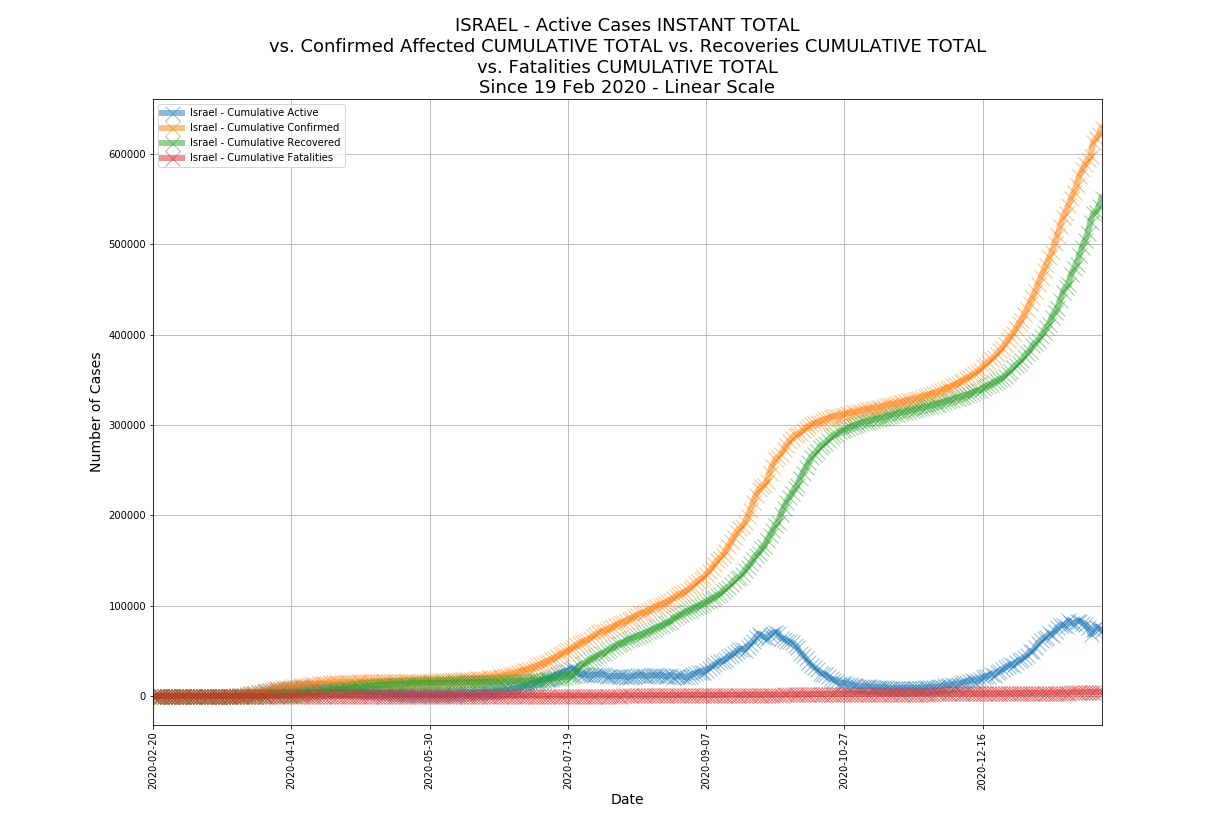 ISRAEL - Active Cases INSTANT TOTAL
vs. Confirmed Affected CUMULATIVE TOTAL vs. Recoveries CUMULATIVE TOTAL
vs. Fatalities CUMULATIVE TOTAL
Since 19 Feb 2020 - Linear Scale
Israel - Cumulative Active
Israel - Cumulative Confirmed
Israel - Cumulative Recovered
Israel - Cumulative Fatalities
600000
500000
400000
300000
200000
100000
0
Number of Cases
2020-02-20
2020-04-10
2020-05-30
2020-07-19
2020-09-07
2020-10-27
2020-12-16
Date